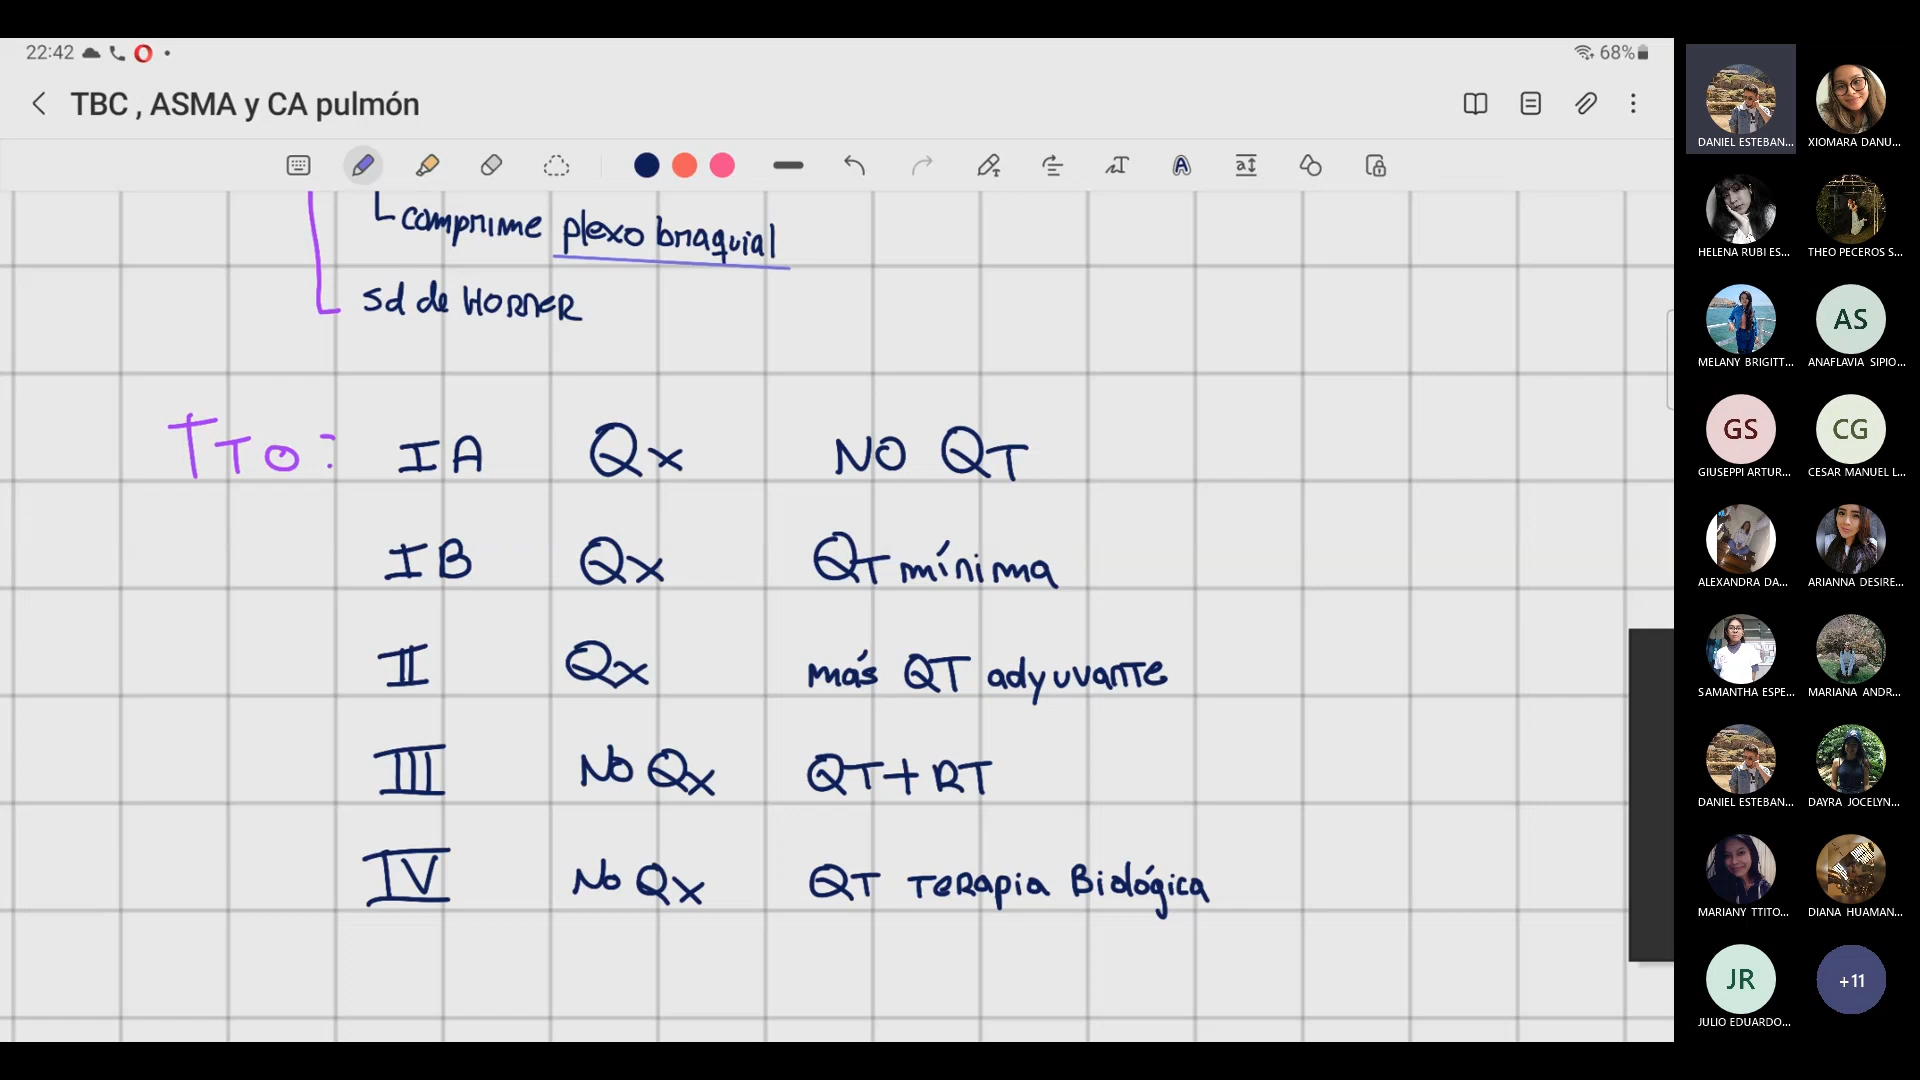 22:42
68%
TBC , ASMA y CA pulmón
comprime plexo braquial
Sd de HORNER
TTO: IA Qx NO QT
IB Qx QT mínima
II Qx más QT adyuvante
III No Qx QT+RT
IV No Qx QT Terapia Biológica
DANIEL ESTEBAN...
XIOMARA DANU...
HELENA RUBI ES...
THEO PECEROS S...
MELANY BRIGITT...
AS
ANAFLAVIA SIPIO...
GS
GIUSEPPI ARTUR...
CG
CESAR MANUEL L...
ALEXANDRA DA...
ARIANNA DESIRE...
SAMANTHA ESPE...
MARIANA ANDR...
DANIEL ESTEBAN...
DAYRA JOCELYN...
MARIANY TTITO...
DIANA HUAMAN...
JR
JULIO EDUARDO...
+11